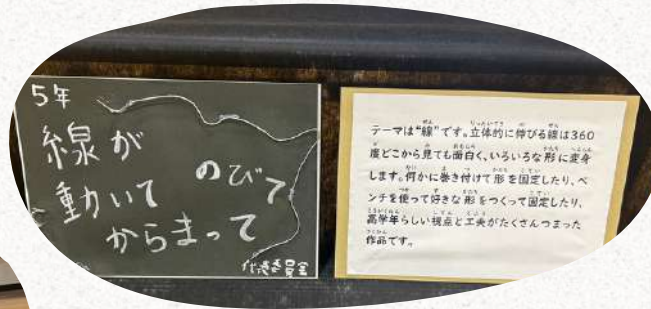 5年
線が
動いて
のびて
からまって
テーマは“線”です。立体的に伸びる線は360
度どこから見ても面白く、いろいろな形に変身
します。何かに巻き付けて形を固定したり、ペ
ンチを使って好きな形をつくって固定したり、
高学年らしい視点と工夫がたくさんつまった
作品です。